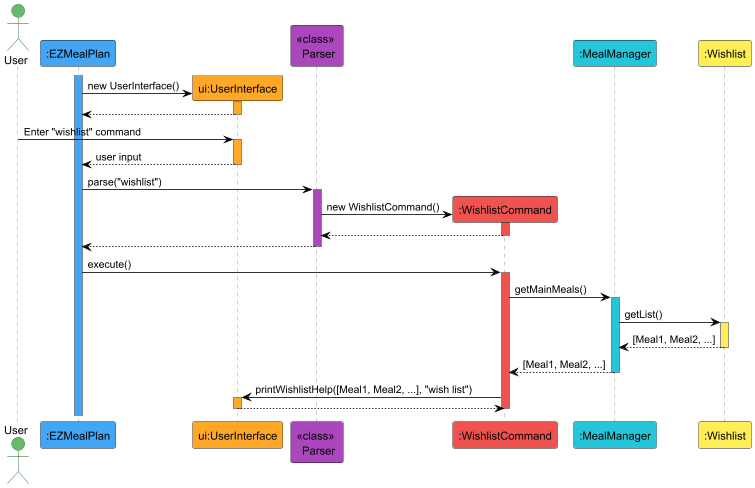 User
:EZMealPlan
«class»
Parser
:MealManager
:Wishlist
new UserInterface()
ui:UserInterface
Enter "wishlist" command
user input
parse("wishlist")
new WishlistCommand()
:WishlistCommand
execute()
getMainMeals()
getList()
[Meal1, Meal2, ...]
[Meal1, Meal2, ...]
printWishlistHelp([Meal1, Meal2, ...], "wish list")
User
:EZMealPlan
ui:UserInterface
«class»
Parser
:WishlistCommand
:MealManager
:Wishlist